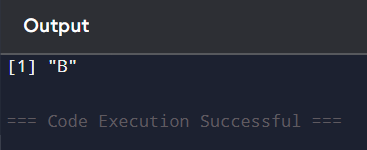 Output
[1] "B"
=== Code Execution Successful ===